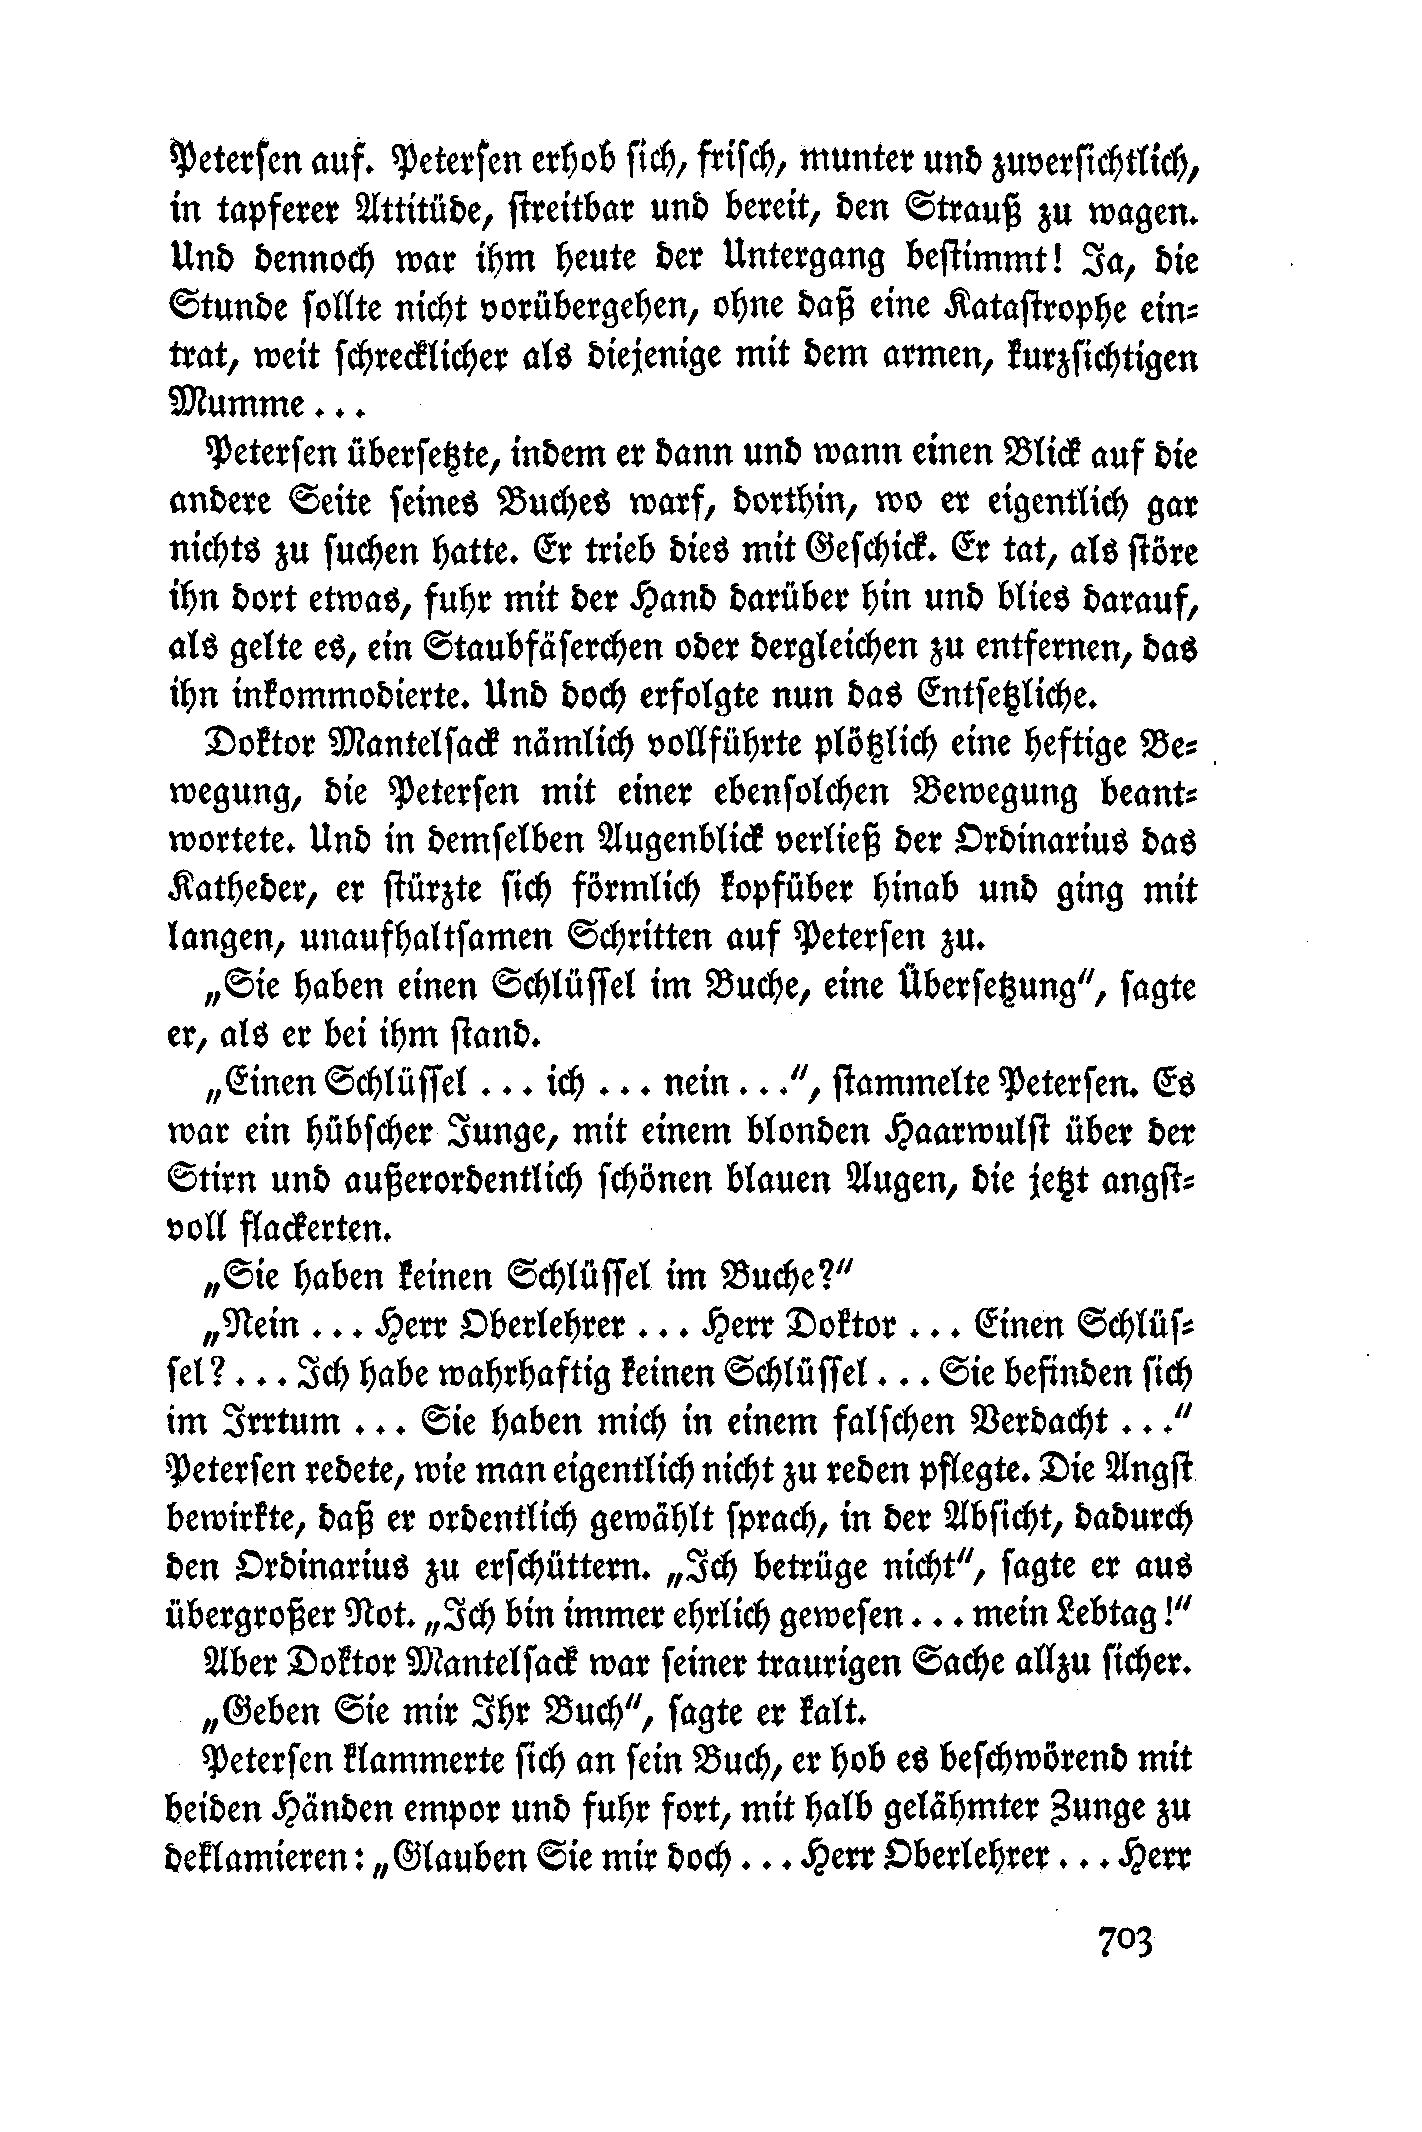 Petersen auf. Petersen erhob sich, frisch, munter und zuversichtlich,
in tapferer Attitüde, streitbar und bereit, den Strauß zu wagen.
Und dennoch war ihm heute der Untergang bestimmt! Ja, die
Stunde sollte nicht vorübergehen, ohne daß eine Katastrophe ein-
trat, weit schrecklicher als diejenige mit dem armen, kurzsichtigen
Mumme...
Petersen übersetzte, indem er dann und wann einen Blick auf die
andere Seite seines Buches warf, dorthin, wo er eigentlich gar
nichts zu suchen hatte. Er trieb dies mit Geschick. Er tat, als störe
ihn dort etwas, fuhr mit der Hand darüber hin und blies darauf,
als gelte es, ein Staubfäserchen oder dergleichen zu entfernen, das
ihn inkommodierte. Und doch erfolgte nun das Entsetzliche.
Doktor Mantelsack nämlich vollführte plötzlich eine heftige Be-
wegung, die Petersen mit einer ebensolchen Bewegung beant-
wortete. Und in demselben Augenblick verließ der Ordinarius das
Katheder, er stürzte sich förmlich kopfüber hinab und ging mit
langen, unaufhaltsamen Schritten auf Petersen zu.
„Sie haben einen Schlüssel im Buche, eine Übersetzung“, sagte
er, als er bei ihm stand.
„Einen Schlüssel ... ich ... nein ...“, stammelte Petersen. Es
war ein hübscher Junge, mit einem blonden Haarwulst über der
Stirn und außerordentlich schönen blauen Augen, die jetzt angst-
voll flackerten.
„Sie haben keinen Schlüssel im Buche?“
„Nein ... Herr Oberlehrer ... Herr Doktor ... Einen Schlüs-
sel? ... Ich habe wahrhaftig keinen Schlüssel ... Sie befinden sich
im Irrtum ... Sie haben mich in einem falschen Verdacht ...“
Petersen redete, wie man eigentlich nicht zu reden pflegte. Die Angst
bewirkte, daß er ordentlich gewählt sprach, in der Absicht, dadurch
den Ordinarius zu erschüttern. „Ich betrüge nicht“, sagte er aus
übergroßer Not. „Ich bin immer ehrlich gewesen ... mein Lebtag!“
Aber Doktor Mantelsack war seiner traurigen Sache allzu sicher.
„Geben Sie mir Ihr Buch“, sagte er kalt.
Petersen klammerte sich an sein Buch, er hob es beschwörend mit
beiden Händen empor und fuhr fort, mit halb gelähmter Zunge zu
deklamieren: „Glauben Sie mir doch ... Herr Oberlehrer ... Herr
703